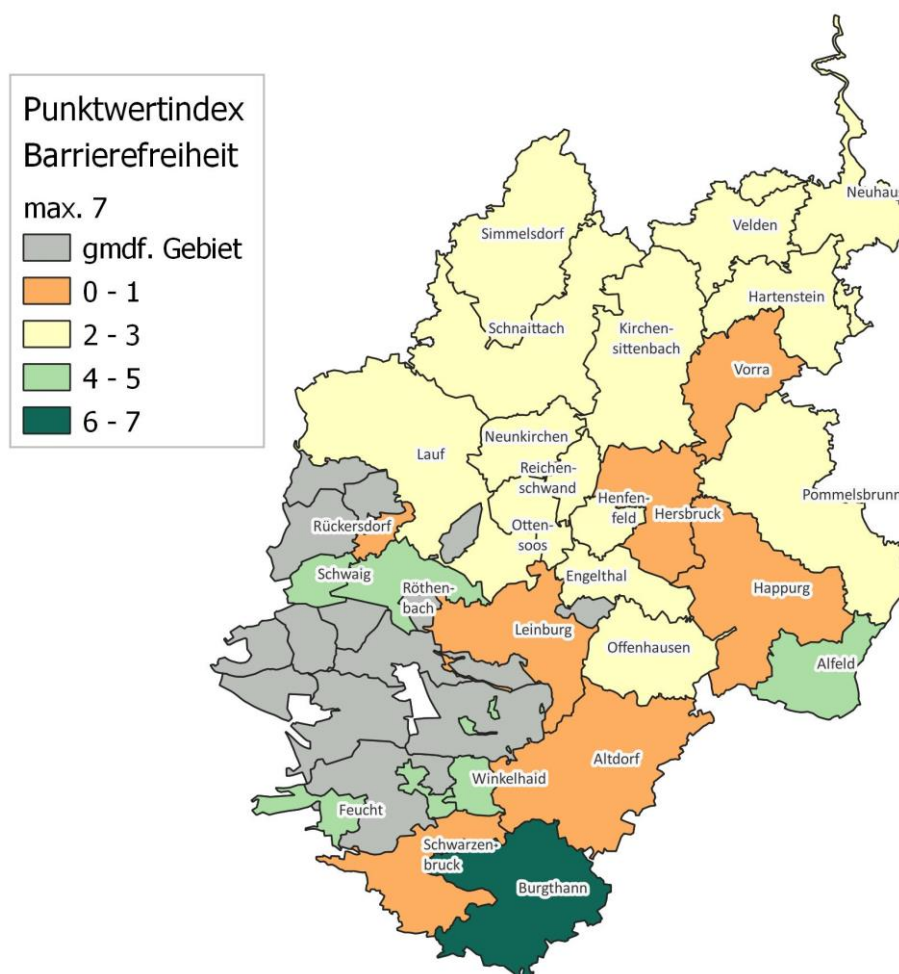 Punktwertindex
Barrierefreiheit
max. 7
gmdf. Gebiet
0 - 1
2 - 3
4 - 5
6 - 7
Neuhaus
Velden
Simmelsdorf
Hartenstein
Schnaittach
Kirchen-
sittenbach
Vorra
Neunkirchen
Lauf
Reichen-
schwand
Pommelsbrunn
Henfen-
feld
Hersbruck
Rückersdorf
Otten-
soos
Schwaig
Engelthal
Röthen-
bach
Happurg
Leinburg
Offenhausen
Alfeld
Altdorf
Winkelhaid
Feucht
Schwarzen-
bruck
Burgthann